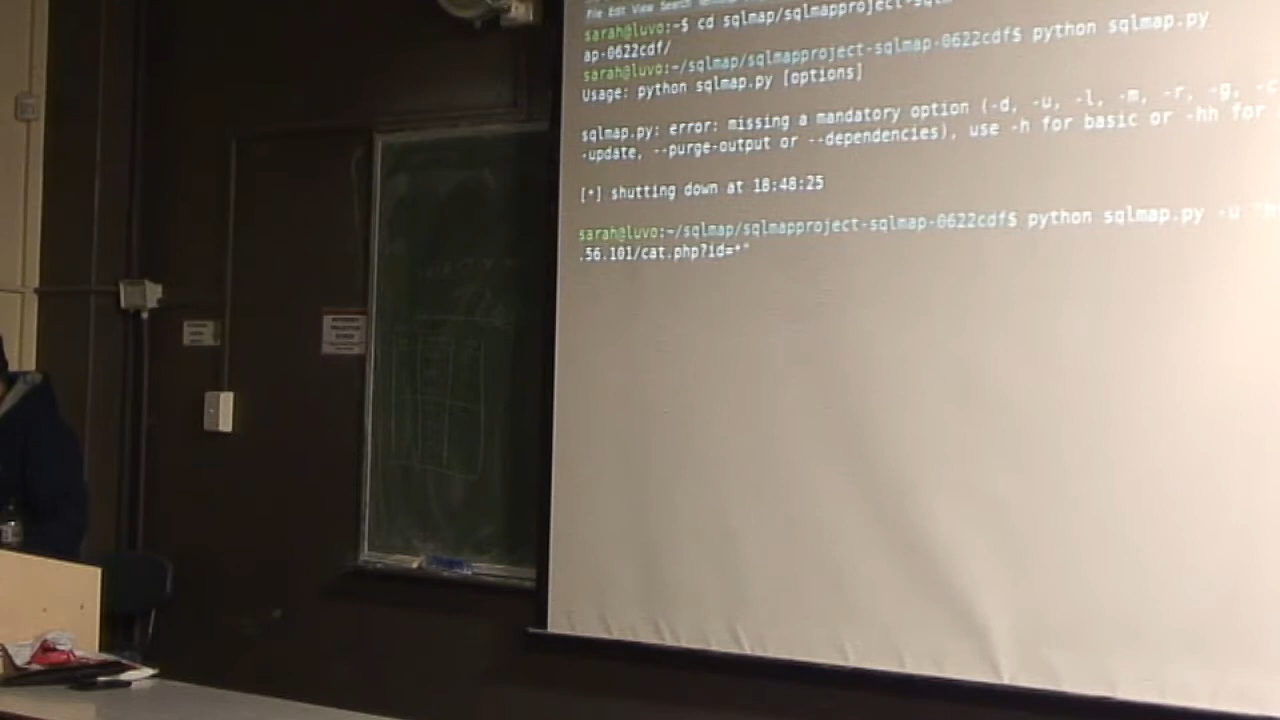 File Edit View Search
sarah@luvo:~$ cd sqlmap/sqlmapproject-sqlm
ap-0622cdf/
sarah@luvo:~/sqlmap/sqlmapproject-sqlmap-0622cdf$ python sqlmap.py
Usage: python sqlmap.py [options]
sqlmap.py: error: missing a mandatory option (-d, -u, -l, -m, -r, -g, -c
-update, --purge-output or --dependencies), use -h for basic or -hh for
[*] shutting down at 18:48:25
sarah@luvo:~/sqlmap/sqlmapproject-sqlmap-0622cdf$ python sqlmap.py -u "h
.56.101/cat.php?id=*"